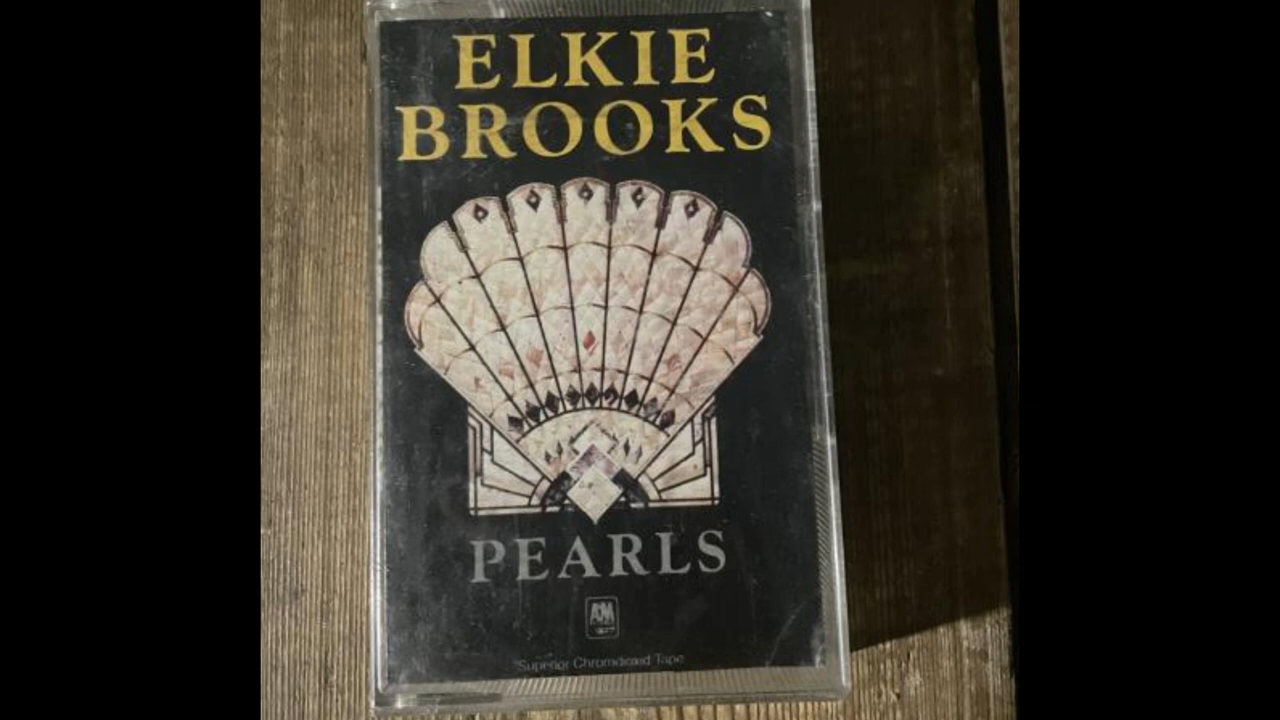 ELKIE
BROOKS
PEARLS
A&M
Superior Chromdioxid Tape